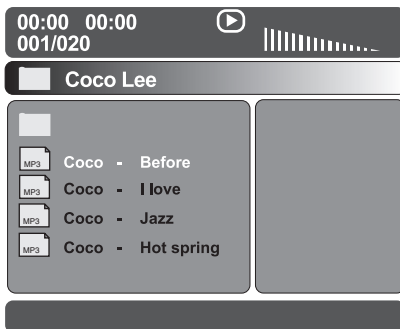 00:00 00:00
001/020
Coco Lee
MP3 Coco - Before
MP3 Coco - I love
MP3 Coco - Jazz
MP3 Coco - Hot spring